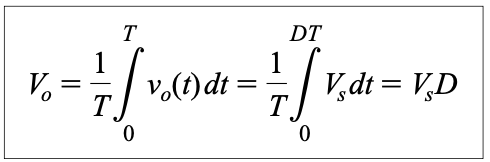 V_o = \frac{1}{T} \int_0^T v_o(t) dt = \frac{1}{T} \int_0^{DT} V_s dt = V_s D